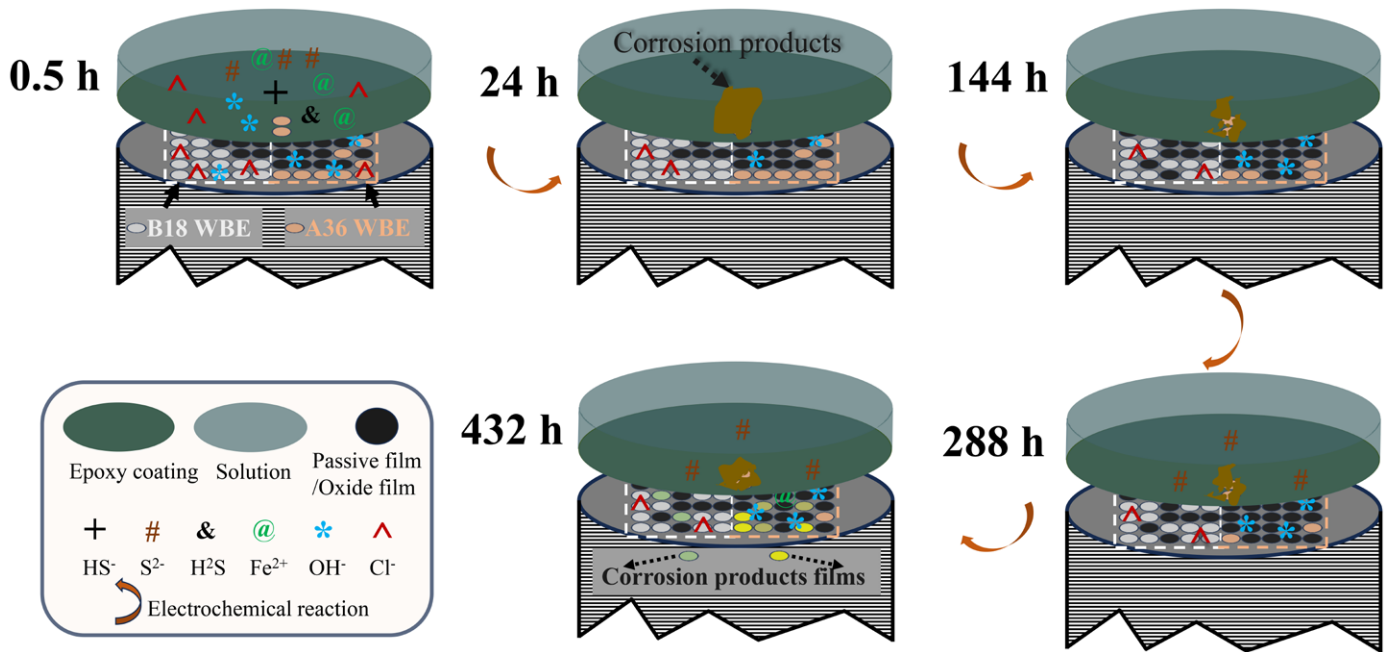 0.5 h
24 h
144 h
Corrosion products
# # #
@ @ @
^ ^ ^
+
&
* *
B18 WBE
A36 WBE
432 h
288 h
#
# #
@
#
# #
Corrosion products films
Epoxy coating
Solution
Passive film
/Oxide film
+ # & @ * ^
HS⁻ S²⁻ H²S Fe²⁺ OH⁻ Cl⁻
Electrochemical reaction